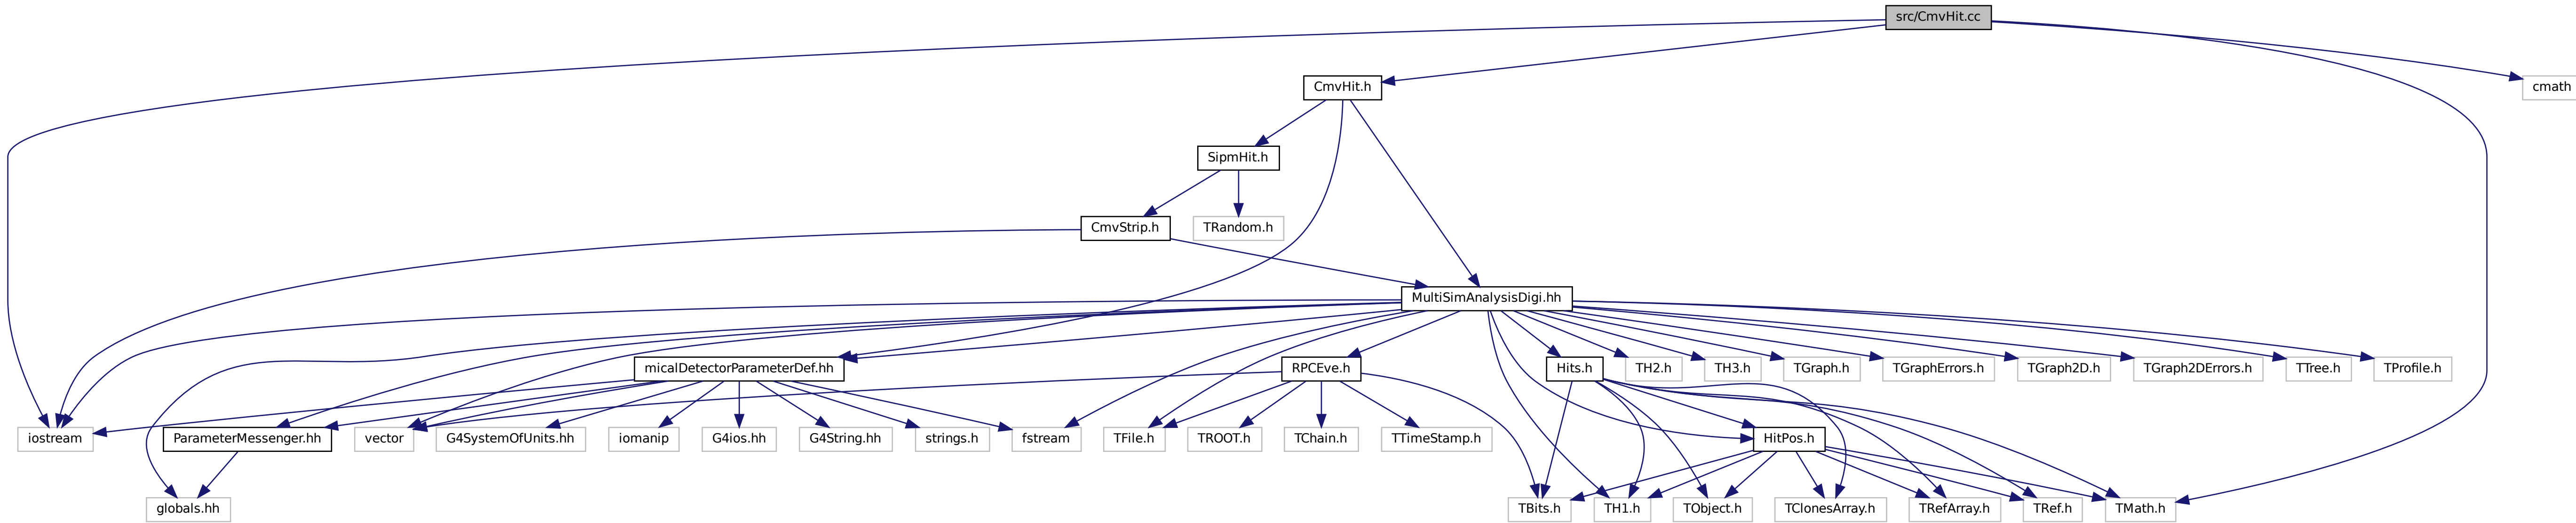 src/CmvHit.cc
CmvHit.h
cmath
SipmHit.h
CmvStrip.h
TRandom.h
MultiSimAnalysisDigi.hh
micalDetectorParameterDef.hh
RPCEve.h
Hits.h
TH2.h
TH3.h
TGraph.h
TGraphErrors.h
TGraph2D.h
TGraph2DErrors.h
TTree.h
TProfile.h
iostream
ParameterMessenger.hh
vector
G4SystemOfUnits.hh
iomanip
G4ios.hh
G4String.hh
strings.h
fstream
TFile.h
TROOT.h
TChain.h
TTimeStamp.h
HitPos.h
globals.hh
TBits.h
TH1.h
TObject.h
TClonesArray.h
TRefArray.h
TRef.h
TMath.h